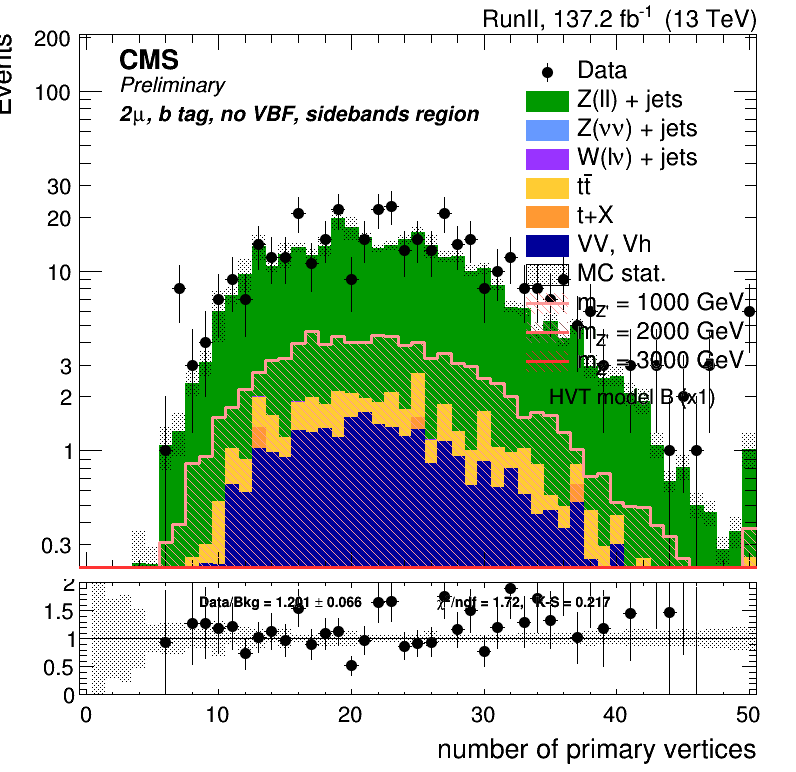 RunII, 137.2 fb⁻¹ (13 TeV)
Events
CMS
Preliminary
2μ, b tag, no VBF, sidebands region
Data
Z(ll) + jets
Z(νν) + jets
W(lν) + jets
tt̄
t+X
VV, Vh
MC stat.
m_Z' = 1000 GeV
m_Z' = 2000 GeV
m_Z' = 3000 GeV
HVT model B (x1)
200
100
30
20
10
3
2
1
0.3
Data/Bkg = 1.201 ± 0.066
χ²/ndf = 1.72, K-S = 0.217
2
1.5
1
0.5
0
0 10 20 30 40 50
number of primary vertices